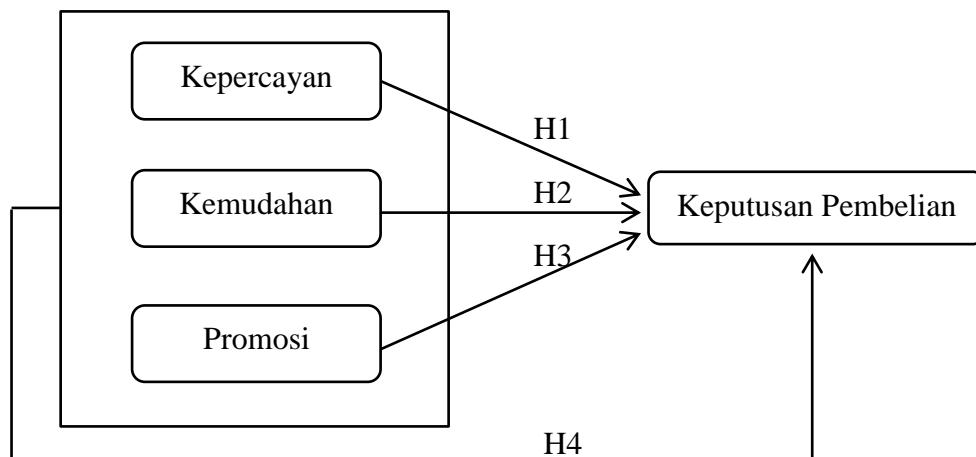 Kepercayan
H1
Kemudahan
H2
Keputusan Pembelian
H3
Promosi
H4